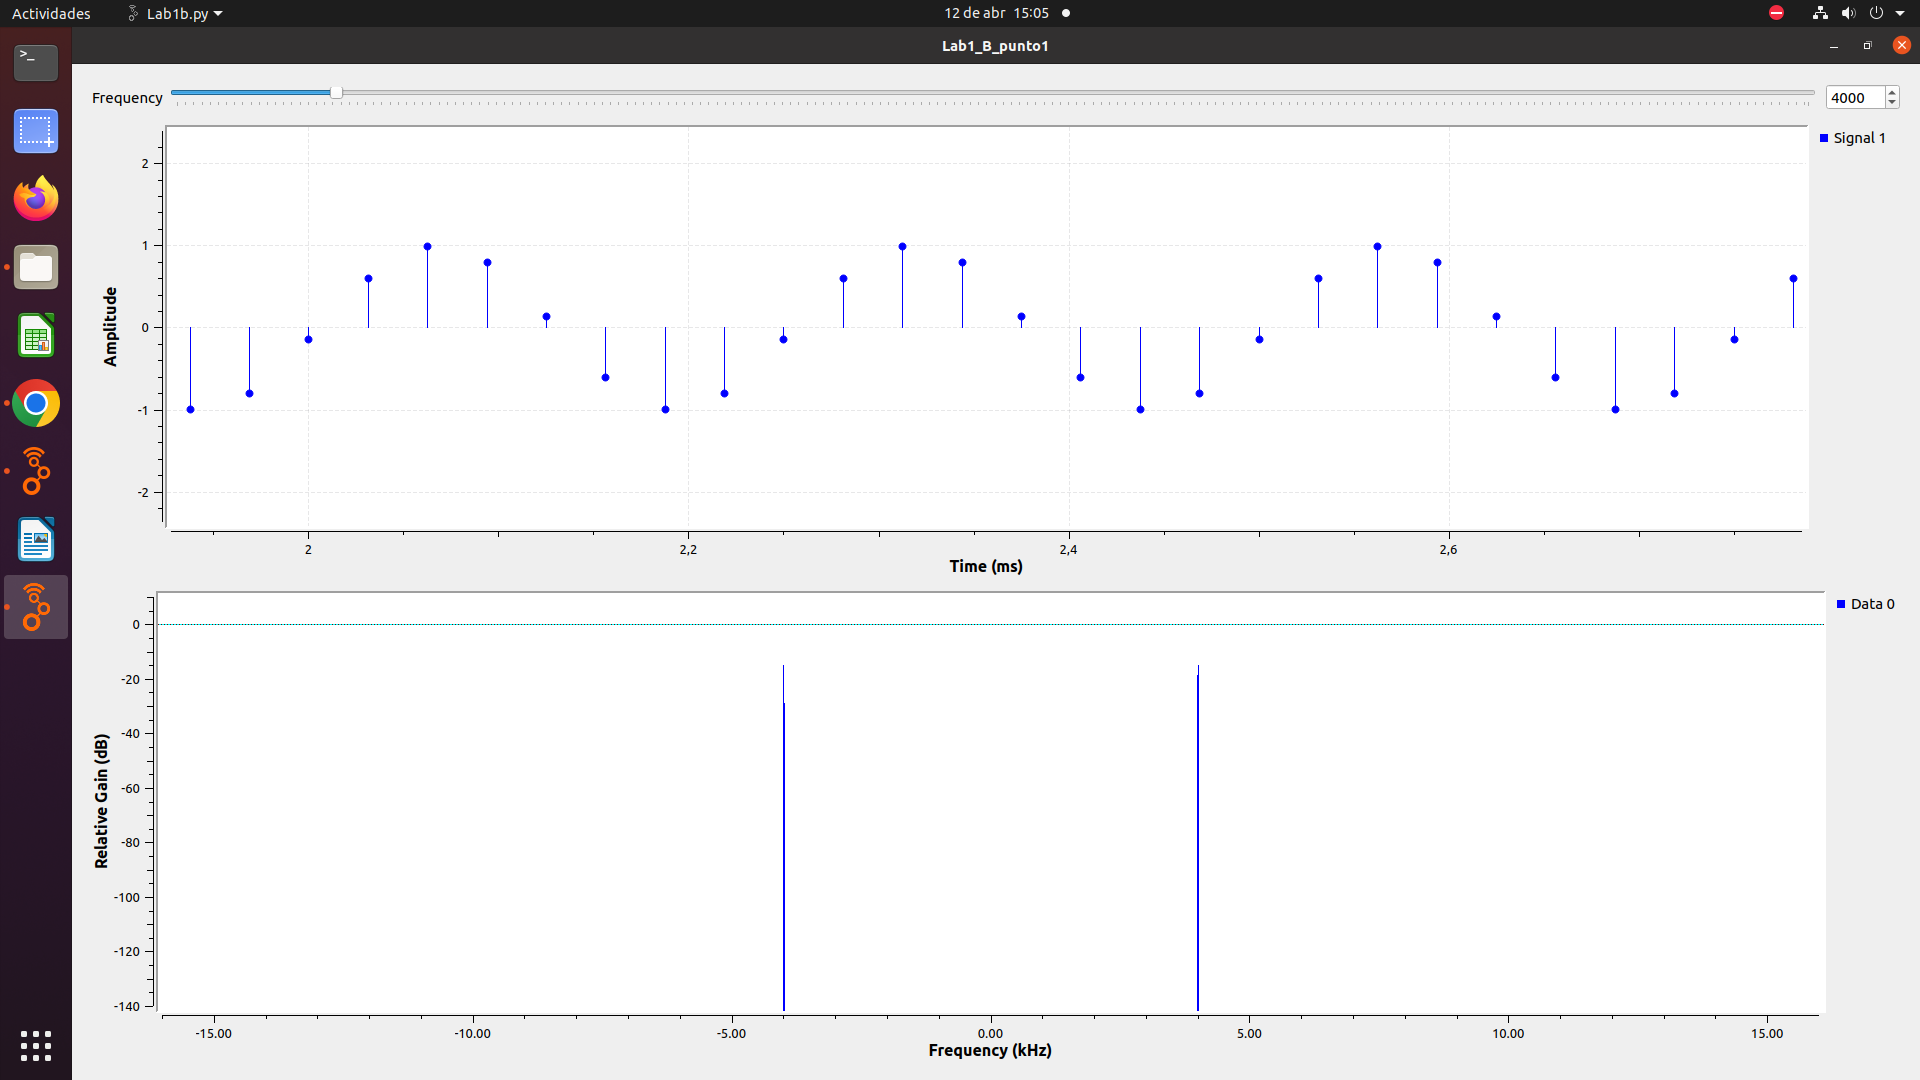 Actividades
Lab1b.py
12 de abr 15:05
Lab1_B_punto1
Frequency
4000
Signal 1
Amplitude
2
1
0
-1
-2
2
2,2
2,4
2,6
Time (ms)
Data 0
Relative Gain (dB)
0
-20
-40
-60
-80
-100
-120
-140
-15.00
-10.00
-5.00
0.00
5.00
10.00
15.00
Frequency (kHz)